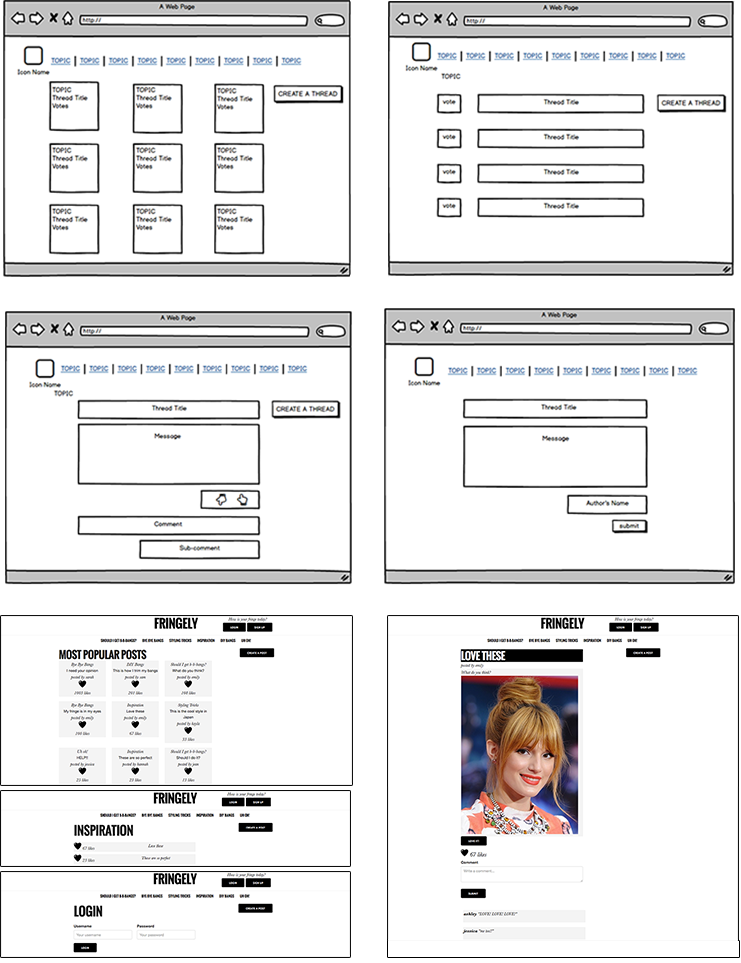 A Web Page
http://
Icon Name
TOPIC | TOPIC | TOPIC | TOPIC | TOPIC | TOPIC | TOPIC | TOPIC | TOPIC
CREATE A THREAD
TOPIC
Thread Title
Votes
TOPIC
Thread Title
Votes
TOPIC
Thread Title
Votes
TOPIC
Thread Title
Votes
TOPIC
Thread Title
Votes
TOPIC
Thread Title
Votes
TOPIC
Thread Title
Votes
TOPIC
Thread Title
Votes
TOPIC
Thread Title
Votes
A Web Page
http://
TOPIC | TOPIC | TOPIC | TOPIC | TOPIC | TOPIC | TOPIC | TOPIC | TOPIC
Icon Name
TOPIC
vote Thread Title CREATE A THREAD
vote Thread Title
vote Thread Title
vote Thread Title
A Web Page
http://
TOPIC | TOPIC | TOPIC | TOPIC | TOPIC | TOPIC | TOPIC | TOPIC | TOPIC
Icon Name
TOPIC
Thread Title CREATE A THREAD
Message
Comment
Sub-comment
A Web Page
http://
TOPIC | TOPIC | TOPIC | TOPIC | TOPIC | TOPIC | TOPIC | TOPIC | TOPIC
Icon Name
Thread Title
Message
Author's Name
submit
FRINGELY
How is your fringe today?
LOGIN SIGN UP
SHOULD I GET B-B-BANGS? BYE BYE BANGS STYLING TRICKS INSPIRATION DIY BANGS UH OH!
CREATE A POST
MOST POPULAR POSTS
Bye Bye Bangs
I need your opinion
posted by sarah
1003 likes
DIY Bangs
This is how I trim my bangs
posted by sam
201 likes
Should I get b-b-bangs?
What do you think?
posted by emily
160 likes
Bye Bye Bangs
My fringe is in my eyes
posted by emily
100 likes
Inspiration
Love these
posted by emily
67 likes
Styling Tricks
This is the cool style in Japan
posted by kayla
55 likes
Uh oh!
HELP!!!
posted by jessica
25 likes
Inspiration
These are so perfect
posted by hannah
23 likes
Should I get b-b-bangs?
Should I do it?
posted by jane
15 likes
FRINGELY
How is your fringe today?
LOGIN SIGN UP
SHOULD I GET B-B-BANGS? BYE BYE BANGS STYLING TRICKS INSPIRATION DIY BANGS UH OH!
CREATE A POST
INSPIRATION
67 likes Love these
23 likes These are so perfect
FRINGELY
How is your fringe today?
LOGIN SIGN UP
SHOULD I GET B-B-BANGS? BYE BYE BANGS STYLING TRICKS INSPIRATION DIY BANGS UH OH!
CREATE A POST
LOGIN
Username Password
Your username Your password
LOGIN
FRINGELY
How is your fringe today?
LOGIN SIGN UP
SHOULD I GET B-B-BANGS? BYE BYE BANGS STYLING TRICKS INSPIRATION DIY BANGS UH OH!
CREATE A POST
LOVE THESE
posted by emily
What do you think?
LOVE IT!
67 likes
Comment
Write a comment...
SUBMIT
ashley "LOVE! LOVE! LOVE!"
jessica "me too!!"